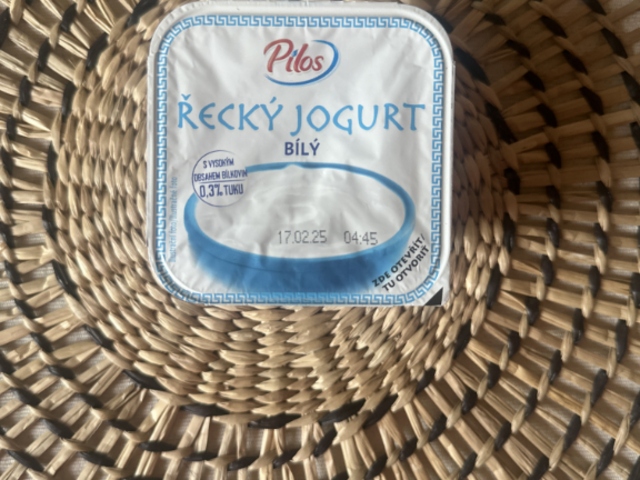 Pilos
ŘECKÝ JOGURT
BÍLÝ
S VYSOKÝM
OBSAHEM BÍLKOVIN
0,3% TUKU
17.02.25 04:45
ZDE OTEVŘÍT/
TU OTVORIŤ